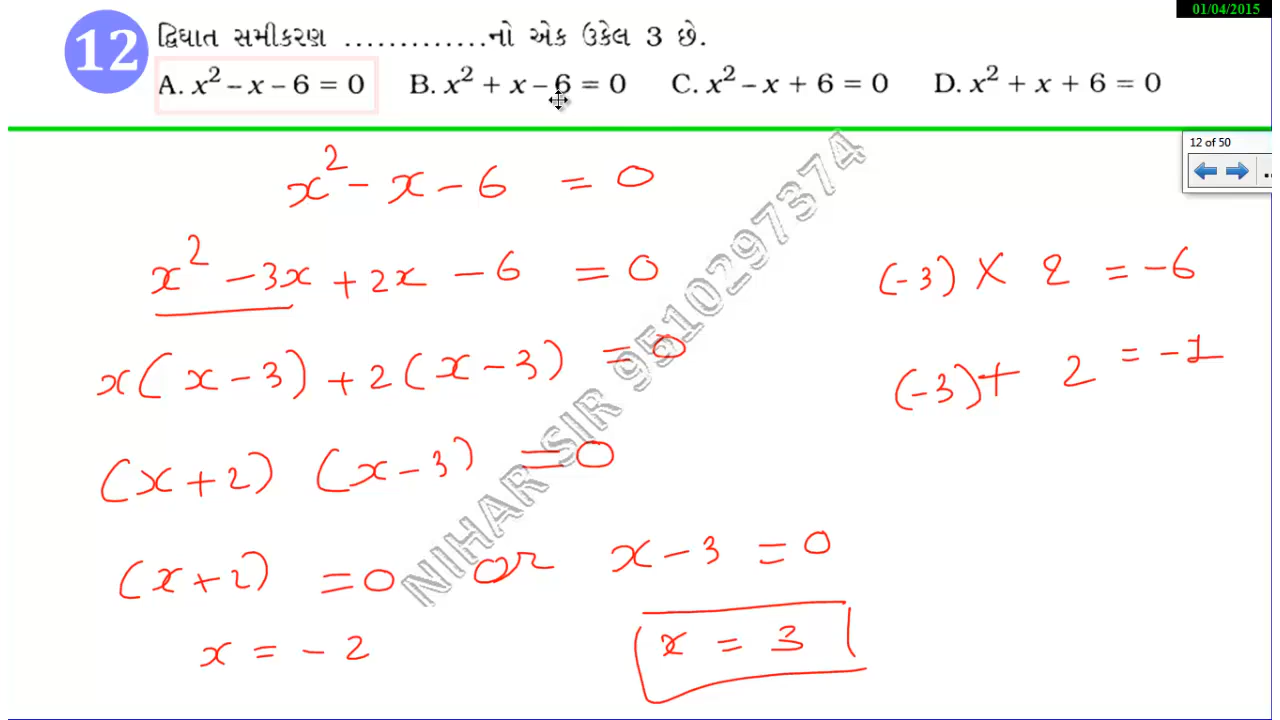 01/04/2015
12 દ્વિઘાત સમીકરણ ..............નો એક ઉકેલ 3 છે.
A. x² – x – 6 = 0 B. x² + x – 6 = 0 C. x² – x + 6 = 0 D. x² + x + 6 = 0
12 of 50
x² - x - 6 = 0
x² - 3x + 2x - 6 = 0
(-3) × 2 = -6
x(x-3) + 2(x-3) = 0
(-3) + 2 = -1
(x+2) (x-3) = 0
(x+2) = 0 or x-3 = 0
x = -2 x = 3
NIHAR SIR 9510297374